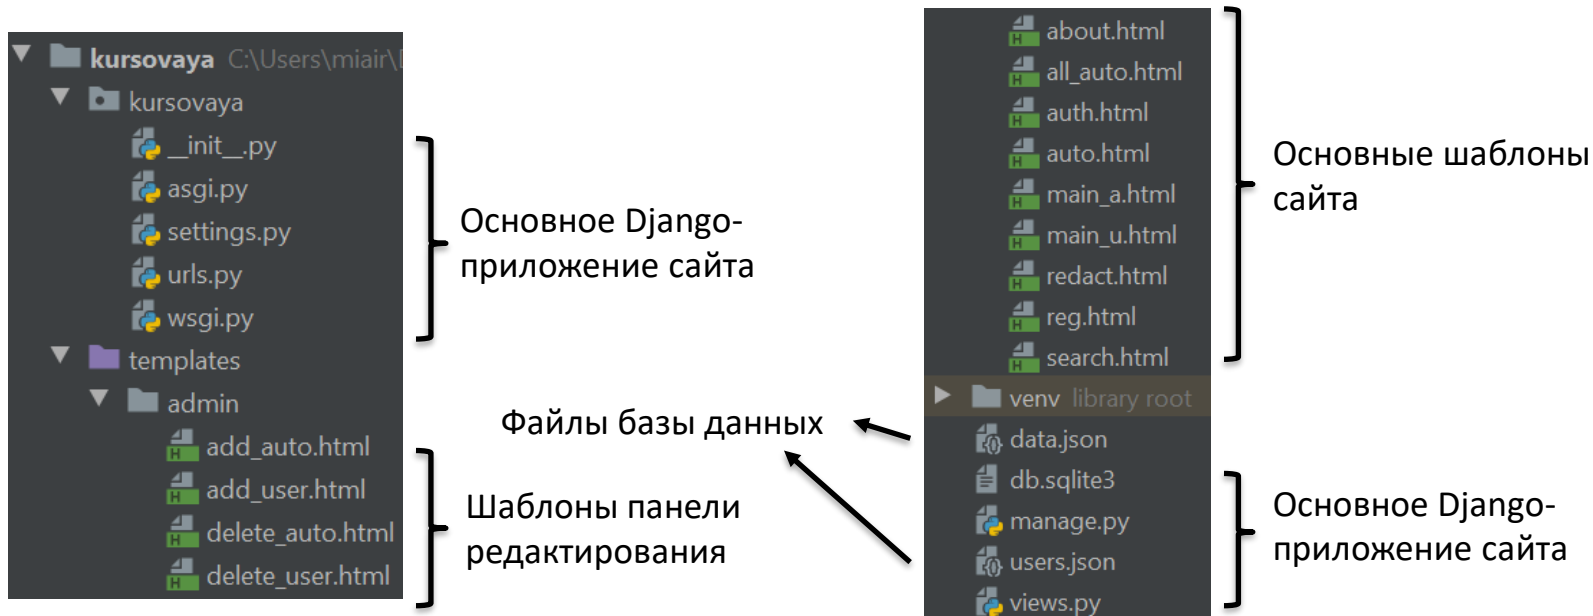 kursovaya C:\Users\miair\
kursovaya
__init__.py
asgi.py
settings.py
urls.py
wsgi.py
templates
admin
add_auto.html
add_user.html
delete_auto.html
delete_user.html
Основное Django-
приложение сайта
Файлы базы данных
Шаблоны панели
редактирования
about.html
all_auto.html
auth.html
auto.html
main_a.html
main_u.html
redact.html
reg.html
search.html
venv library root
data.json
db.sqlite3
manage.py
users.json
views.py
Основные шаблоны
сайта
Основное Django-
приложение сайта